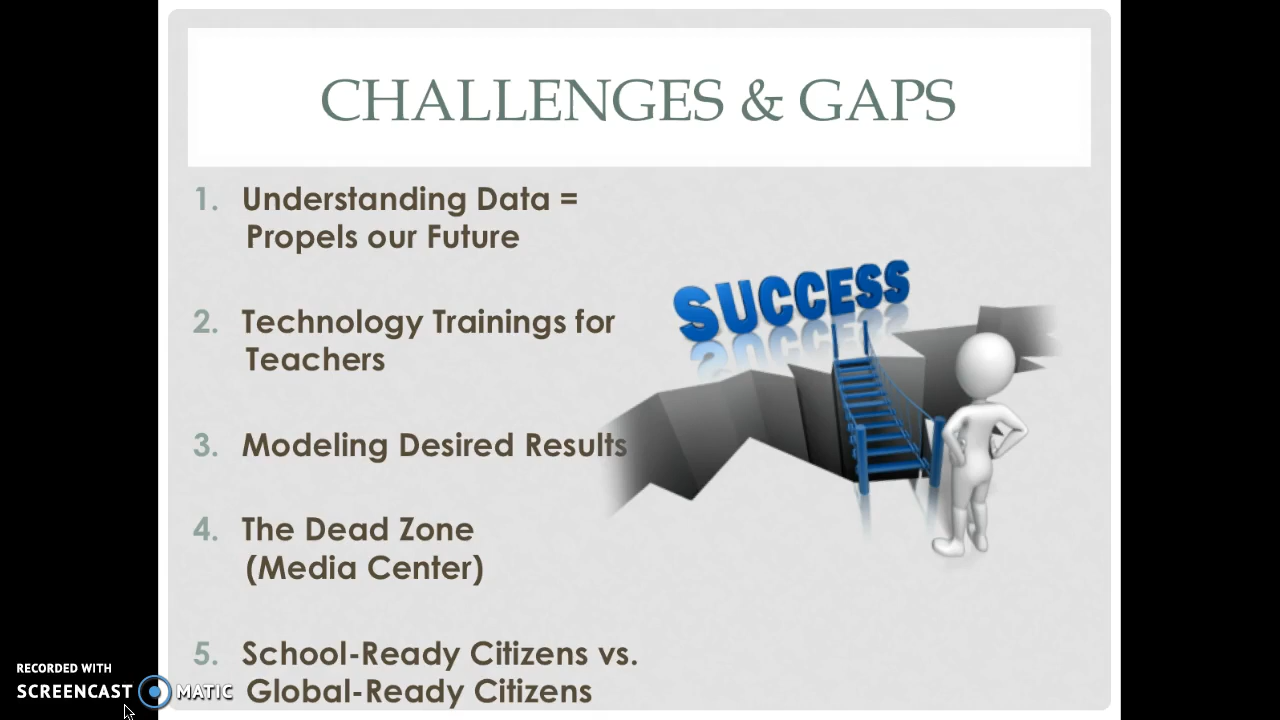 CHALLENGES & GAPS
1. Understanding Data =
Propels our Future
2. Technology Trainings for
Teachers
3. Modeling Desired Results
4. The Dead Zone
(Media Center)
5. School-Ready Citizens vs.
Global-Ready Citizens
SUCCESS
RECORDED WITH
SCREENCAST MATIC